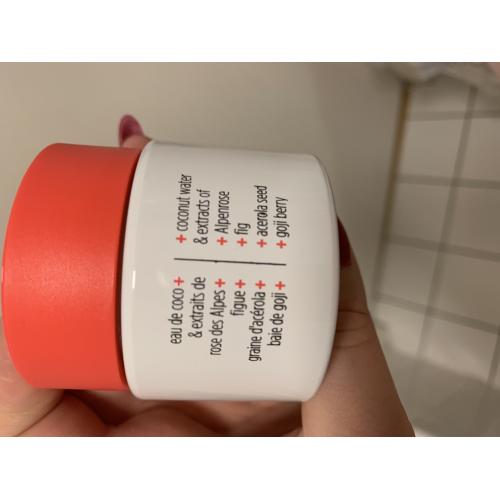 eau de coco +
& extraits de
rose des Alpes +
figue +
graine d'acérola +
baie de goji +
+ coconut water
& extracts of
+ Alpenrose
+ fig
+ acerola seed
+ goji berry